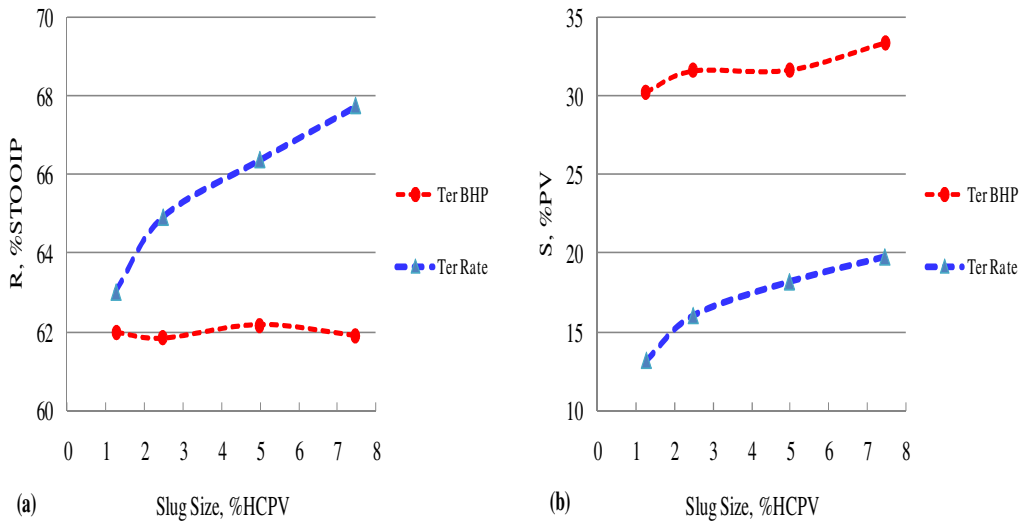 70
68
66
64
62
60
R, %STOOIP
0 1 2 3 4 5 6 7 8
(a)
Slug Size, %HCPV
Ter BHP
Ter Rate
35
30
25
20
15
10
S, %PV
0 1 2 3 4 5 6 7 8
(b)
Slug Size, %HCPV
Ter BHP
Ter Rate